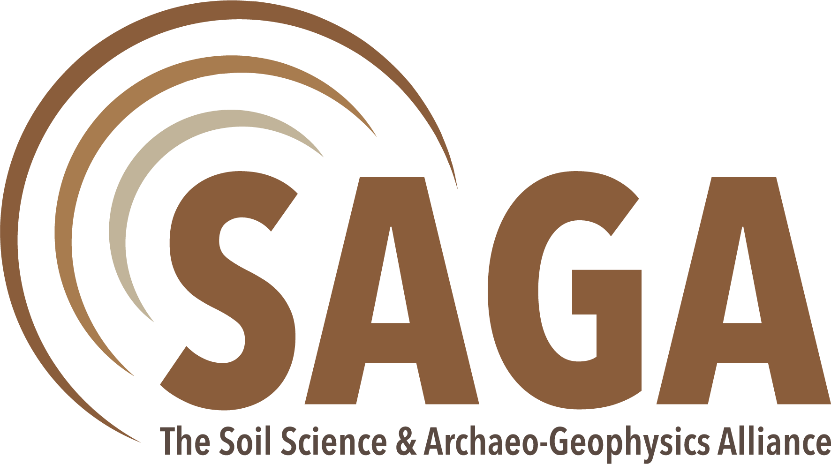 SAGA
The Soil Science & Archaeo-Geophysics Alliance